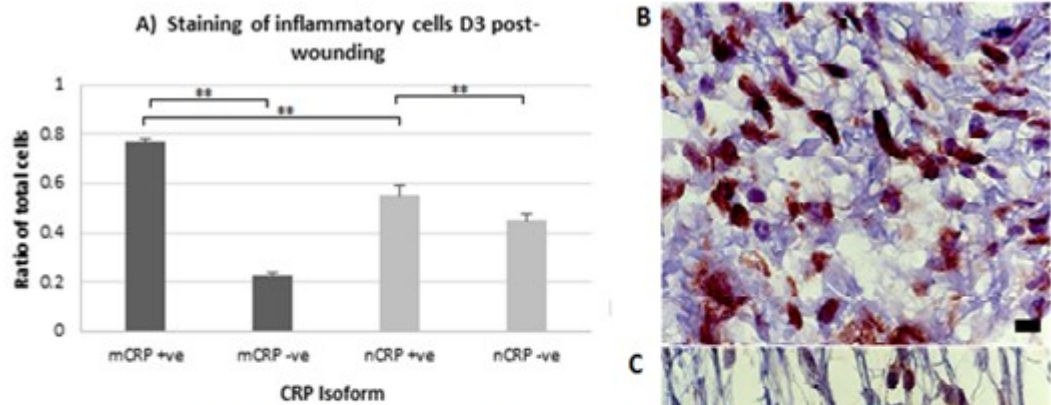 A) Staining of inflammatory cells D3 post-
wounding
B
1
**
**
**
0.8
0.6
0.4
0.2
0
Ratio of total cells
mCRP +ve
mCRP -ve
nCRP +ve
nCRP -ve
CRP Isoform
C